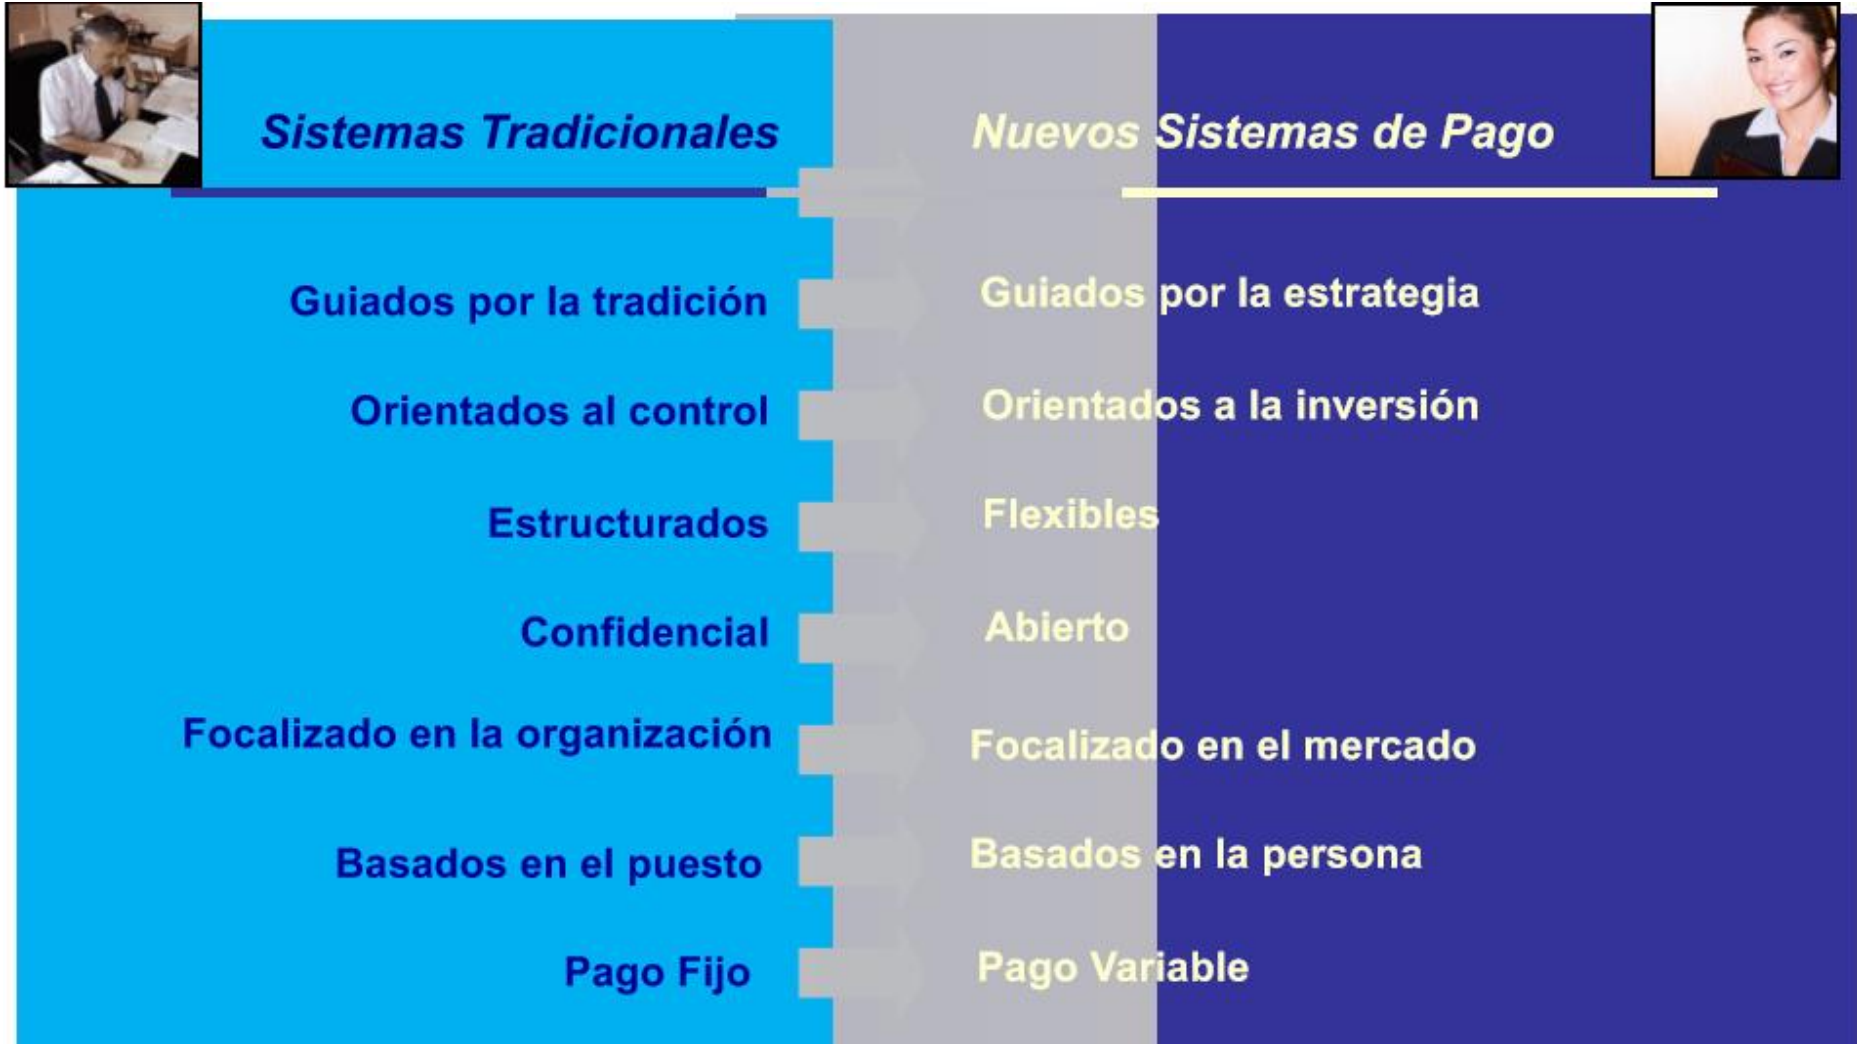 Sistemas Tradicionales
Nuevos Sistemas de Pago
Guiados por la tradición
Guiados por la estrategia
Orientados al control
Orientados a la inversión
Estructurados
Flexibles
Confidencial
Abierto
Focalizado en la organización
Focalizado en el mercado
Basados en el puesto
Basados en la persona
Pago Fijo
Pago Variable